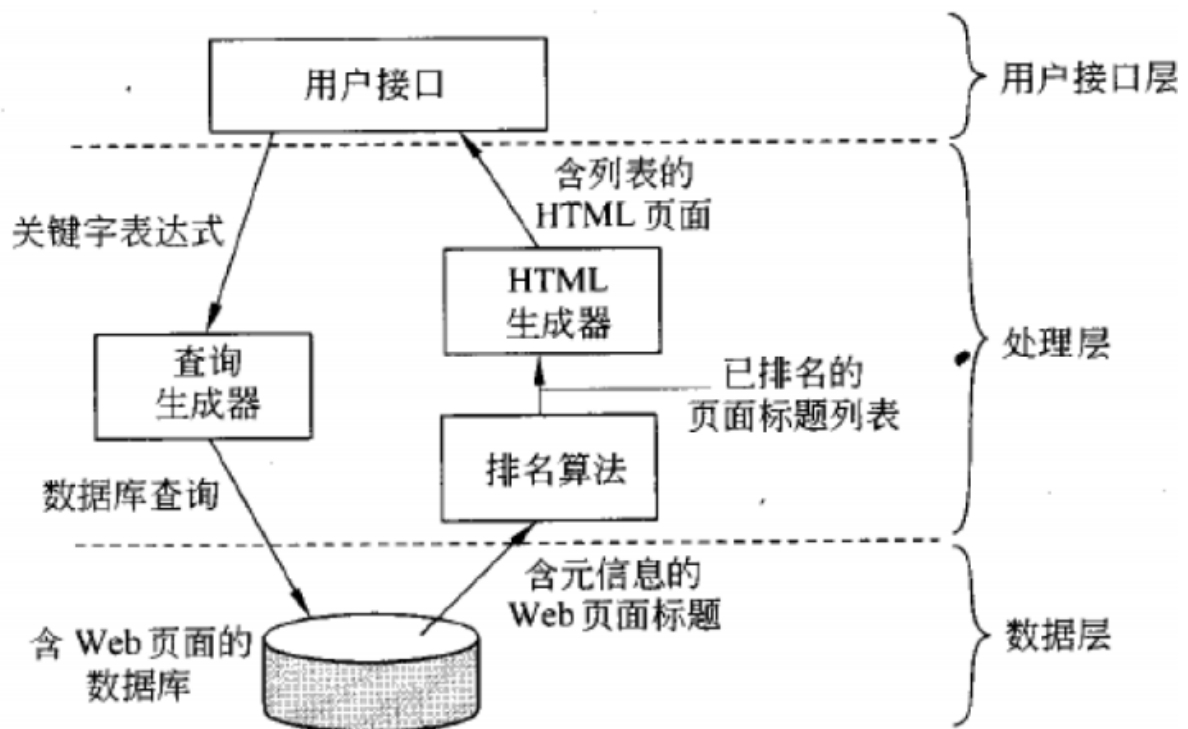 用户接口
用户接口层
含列表的
HTML 页面
关键字表达式
HTML
生成器
处理层
查询
生成器
已排名的
页面标题列表
排名算法
数据库查询
含元信息的
Web 页面标题
数据层
含 Web 页面的
数据库